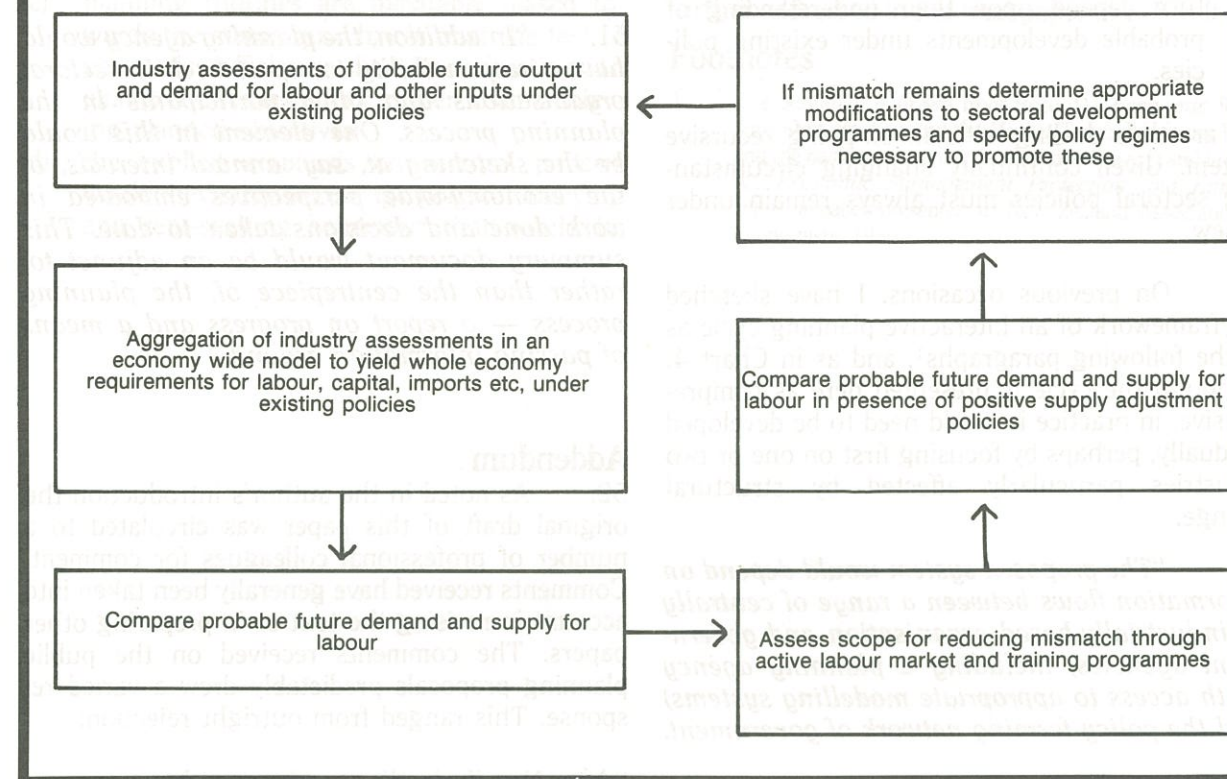 Industry assessments of probable future output
and demand for labour and other inputs under
existing policies
Aggregation of industry assessments in an
economy wide model to yield whole economy
requirements for labour, capital, imports etc, under
existing policies
Compare probable future demand and supply for
labour
Assess scope for reducing mismatch through
active labour market and training programmes
Compare probable future demand and supply for
labour in presence of positive supply adjustment
policies
If mismatch remains determine appropriate
modifications to sectoral development
programmes and specify policy regimes
necessary to promote these